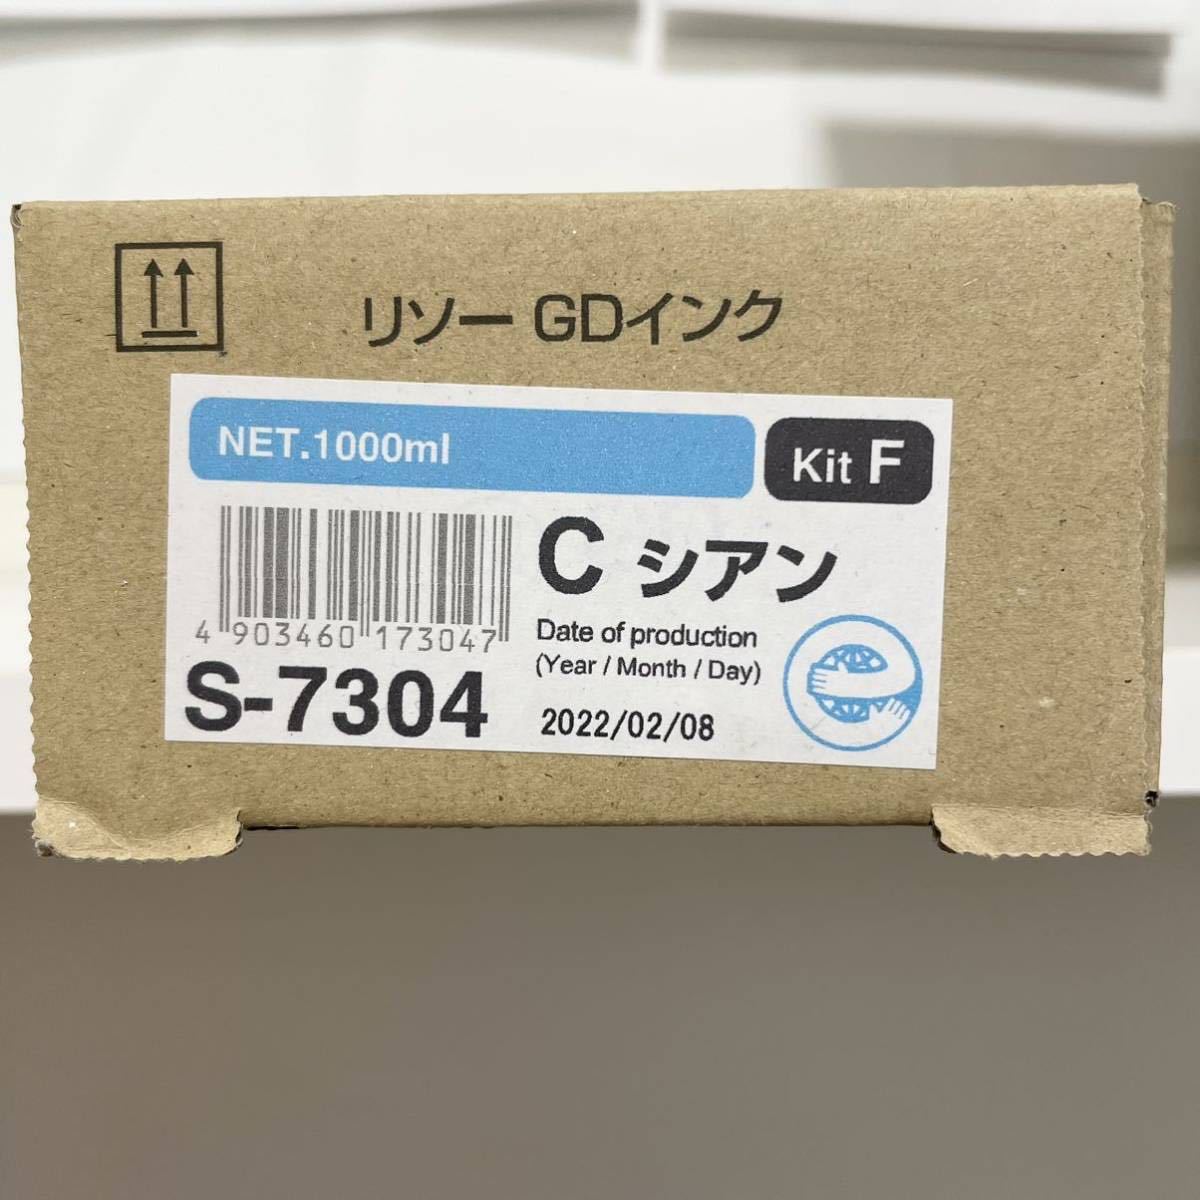 リソー GDインク
NET.1000ml
Kit F
C シアン
4 903460 173047
Date of production
(Year / Month / Day)
S-7304
2022/02/08